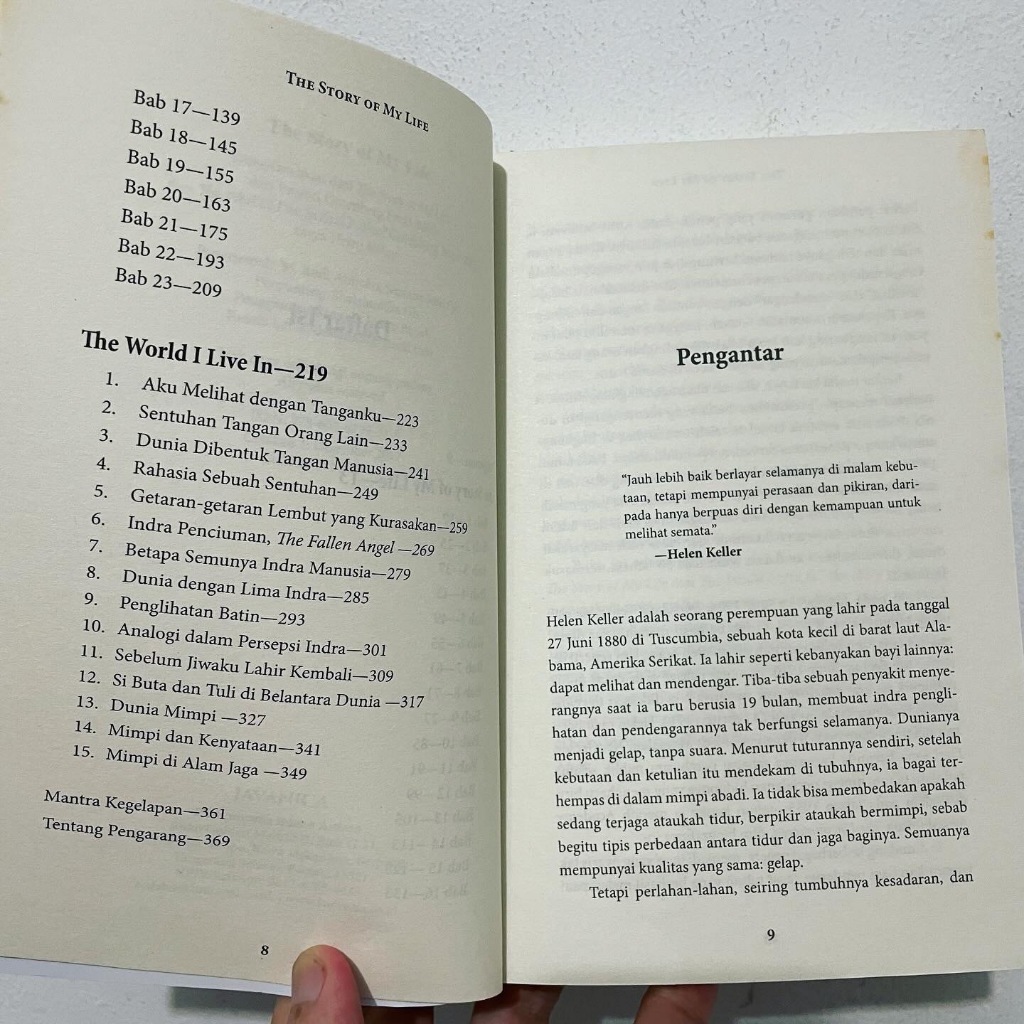 The Story of My Life
Bab 17—139
Bab 18—145
Bab 19—155
Bab 20—163
Bab 21—175
Bab 22—193
Bab 23—209
The World I Live In—219
1. Aku Melihat dengan Tanganku—223
2. Sentuhan Tangan Orang Lain—233
3. Dunia Dibentuk Tangan Manusia—241
4. Rahasia Sebuah Sentuhan—249
5. Getaran-getaran Lembut yang Kurasakan—259
6. Indra Penciuman, The Fallen Angel —269
7. Betapa Semunya Indra Manusia—279
8. Dunia dengan Lima Indra—285
9. Penglihatan Batin—293
10. Analogi dalam Persepsi Indra—301
11. Sebelum Jiwaku Lahir Kembali—309
12. Si Buta dan Tuli di Belantara Dunia —317
13. Dunia Mimpi —327
14. Mimpi dan Kenyataan—341
15. Mimpi di Alam Jaga —349
Mantra Kegelapan—361
Tentang Pengarang—369
8
Pengantar
“Jauh lebih baik berlayar selamanya di malam kebu-
taan, tetapi mempunyai perasaan dan pikiran, dari-
pada hanya berpuas diri dengan kemampuan untuk
melihat semata.”
—Helen Keller
Helen Keller adalah seorang perempuan yang lahir pada tanggal
27 Juni 1880 di Tuscumbia, sebuah kota kecil di barat laut Ala-
bama, Amerika Serikat. Ia lahir seperti kebanyakan bayi lainnya:
dapat melihat dan mendengar. Tiba-tiba sebuah penyakit menye-
rangnya saat ia baru berusia 19 bulan, membuat indra pengli-
hatan dan pendengarannya tak berfungsi selamanya. Dunianya
menjadi gelap, tanpa suara. Menurut tuturannya sendiri, setelah
kebutaan dan ketulian itu mendekam di tubuhnya, ia bagai ter-
hempas di dalam mimpi abadi. Ia tidak bisa membedakan apakah
sedang terjaga ataukah tidur, berpikir ataukah bermimpi, sebab
begitu tipis perbedaan antara tidur dan jaga baginya. Semuanya
mempunyai kualitas yang sama: gelap.
Tetapi perlahan-lahan, seiring tumbuhnya kesadaran, dan
9